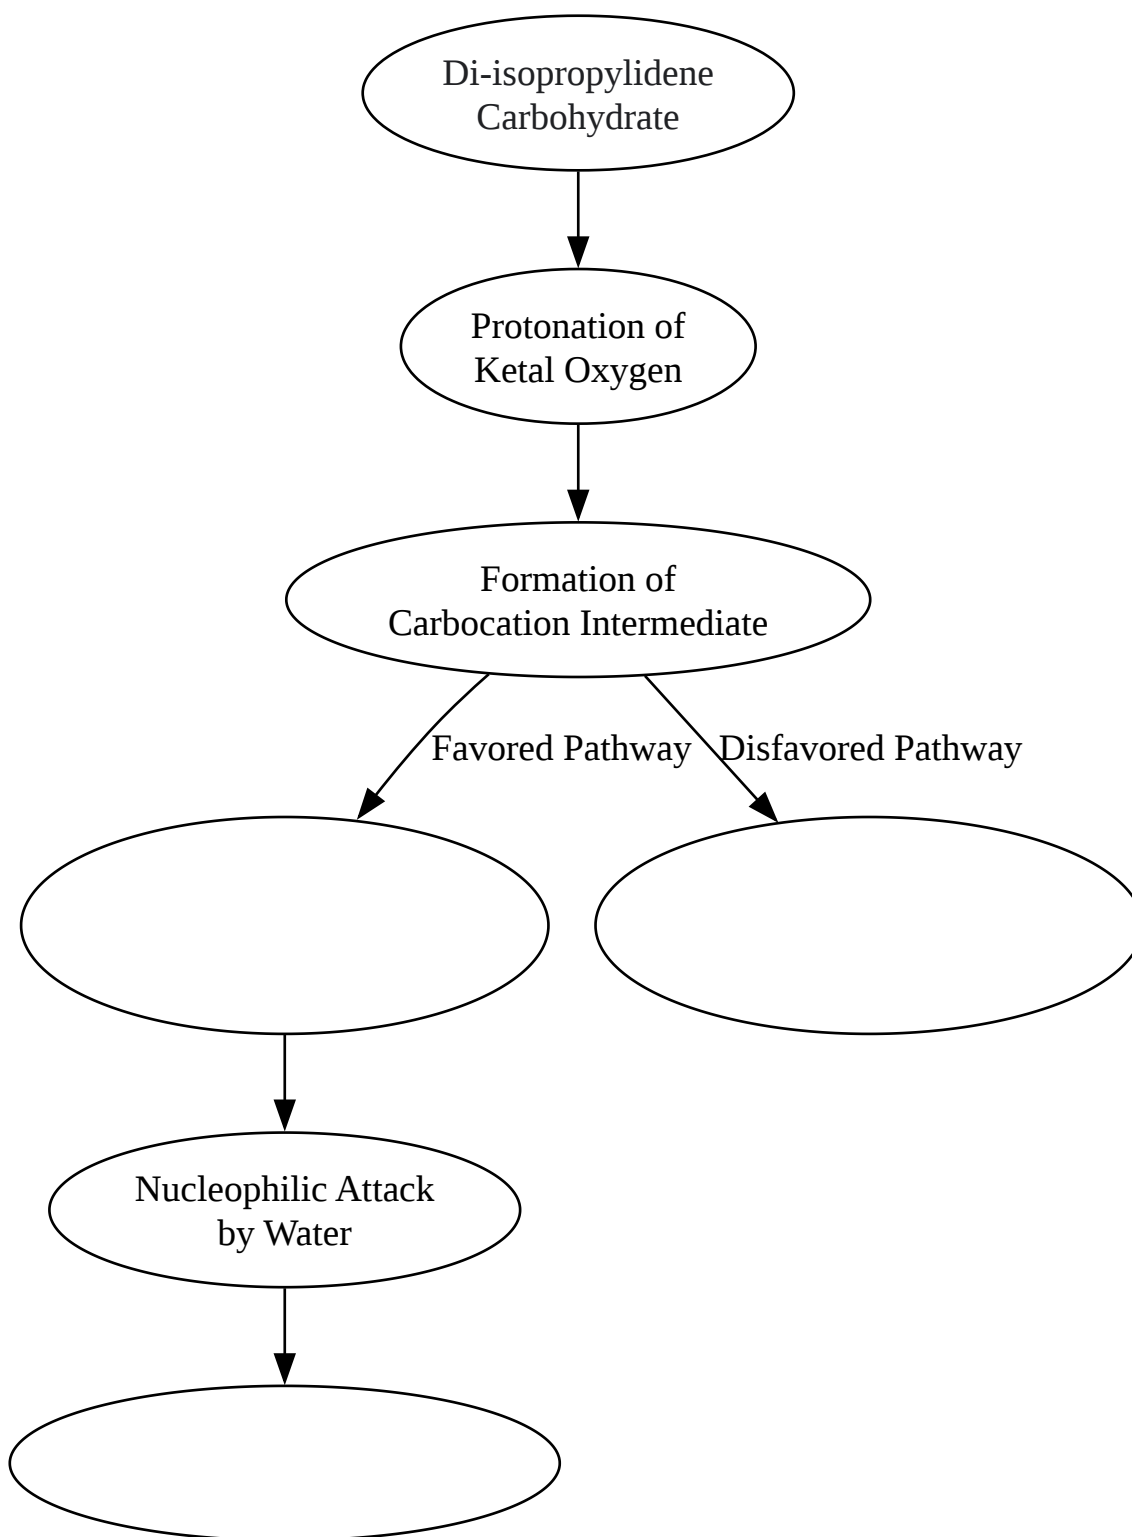 Di-isopropylidene
Carbohydrate
Protonation of
Ketal Oxygen
Formation of
Carbocation Intermediate
Favored Pathway
Disfavored Pathway
Nucleophilic Attack
by Water